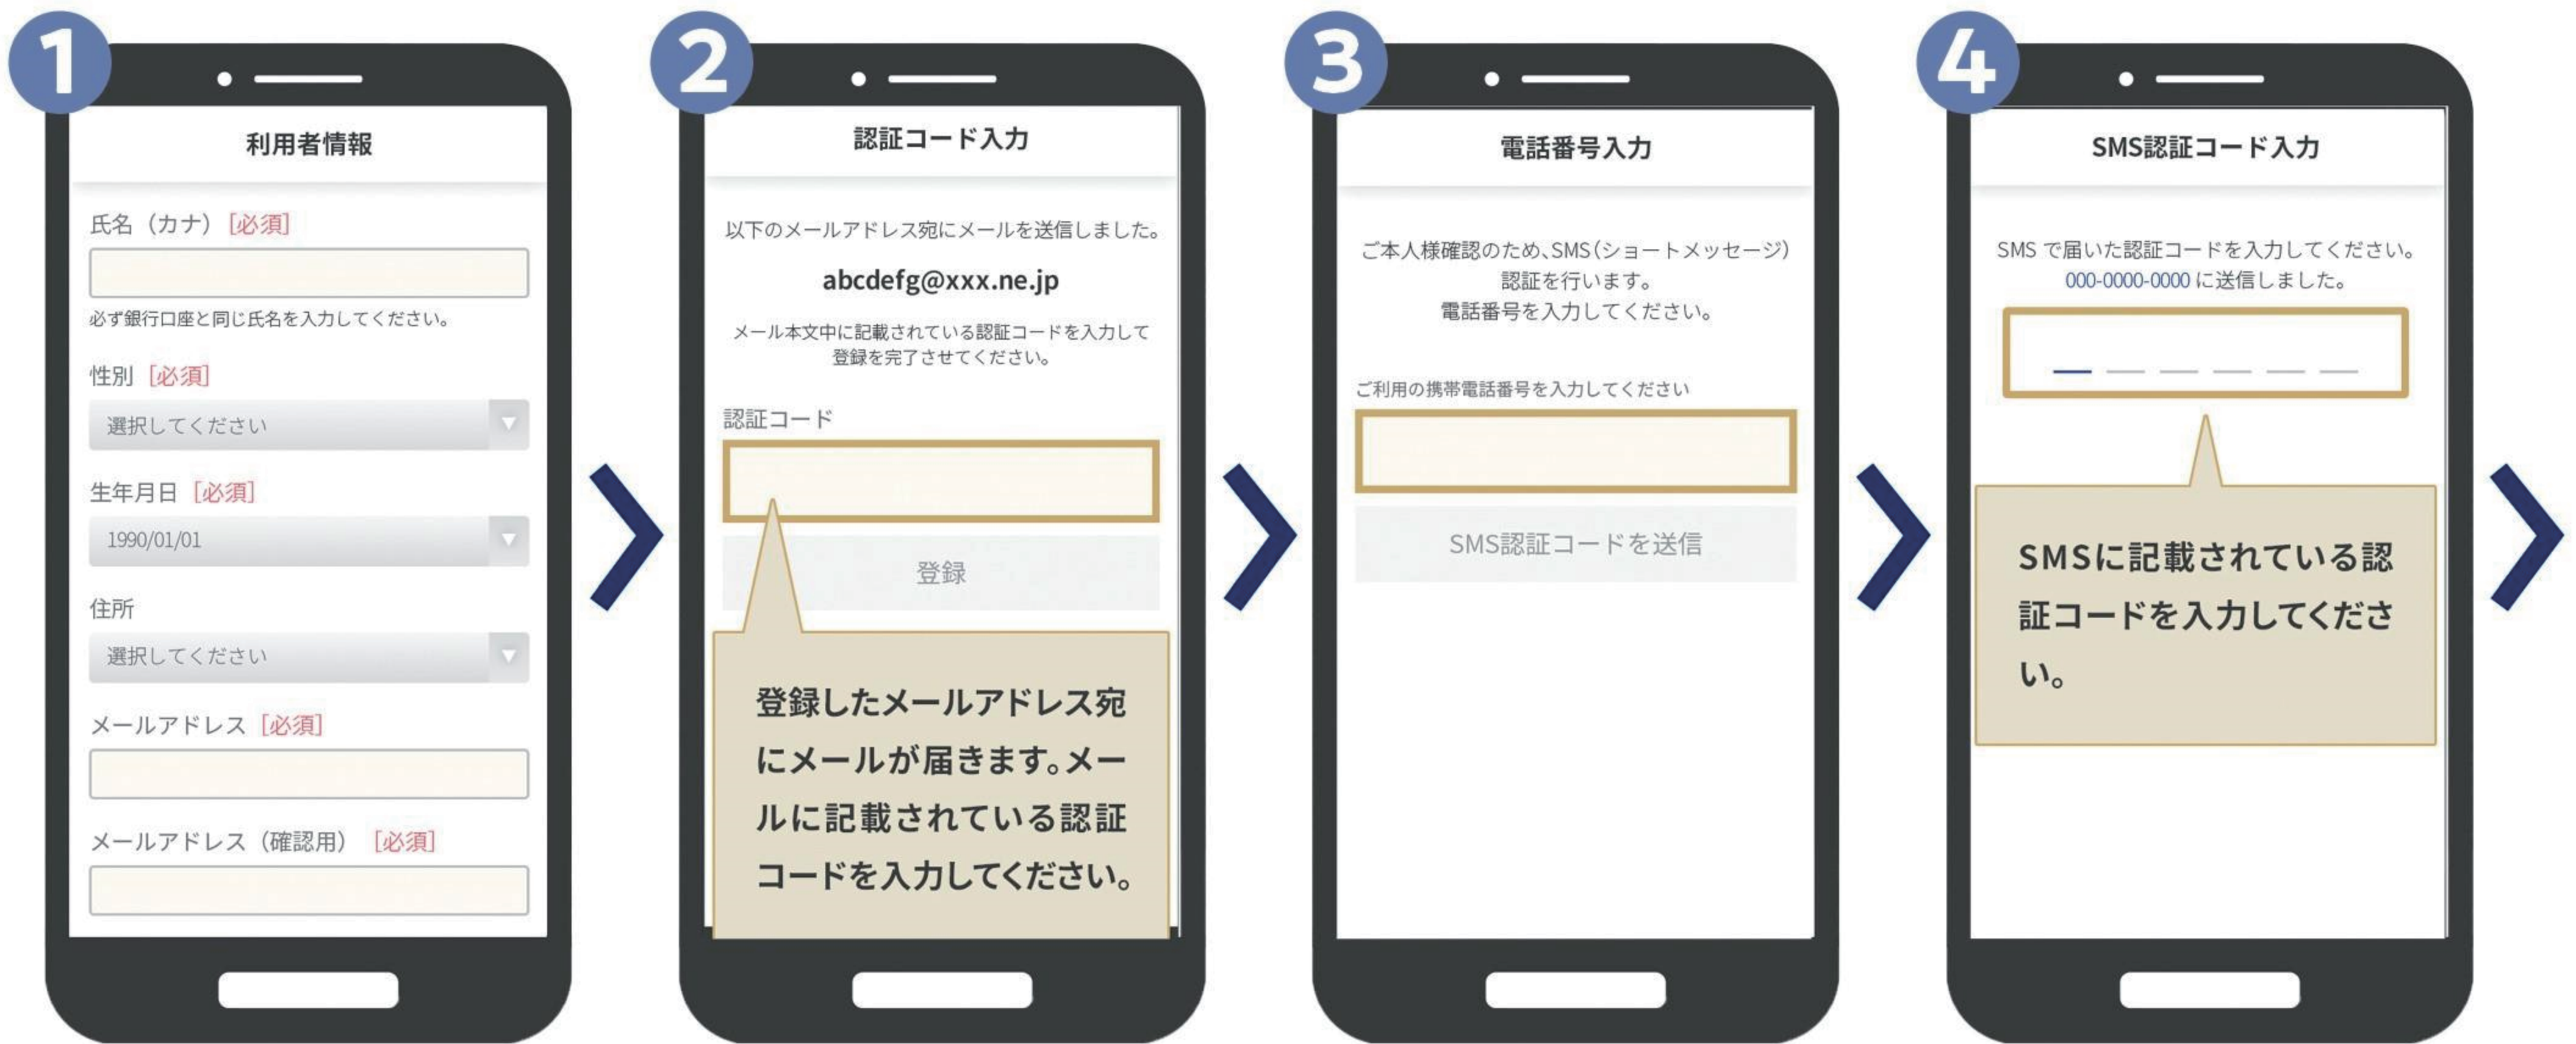 1
利用者情報
氏名（カナ）［必須］
必ず銀行口座と同じ氏名を入力してください。
性別［必須］
選択してください
生年月日［必須］
1990/01/01
住所
選択してください
メールアドレス［必須］
メールアドレス（確認用）［必須］
2
認証コード入力
以下のメールアドレス宛にメールを送信しました。
abcdefg@xxx.ne.jp
メール本文中に記載されている認証コードを入力して
登録を完了させてください。
認証コード
登録
登録したメールアドレス宛
にメールが届きます。メー
ルに記載されている認証
コードを入力してください。
3
電話番号入力
ご本人様確認のため、SMS（ショートメッセージ）
認証を行います。
電話番号を入力してください。
ご利用の携帯電話番号を入力してください
SMS認証コードを送信
4
SMS認証コード入力
SMS で届いた認証コードを入力してください。
000-0000-0000 に送信しました。
SMSに記載されている認
証コードを入力してくださ
い。